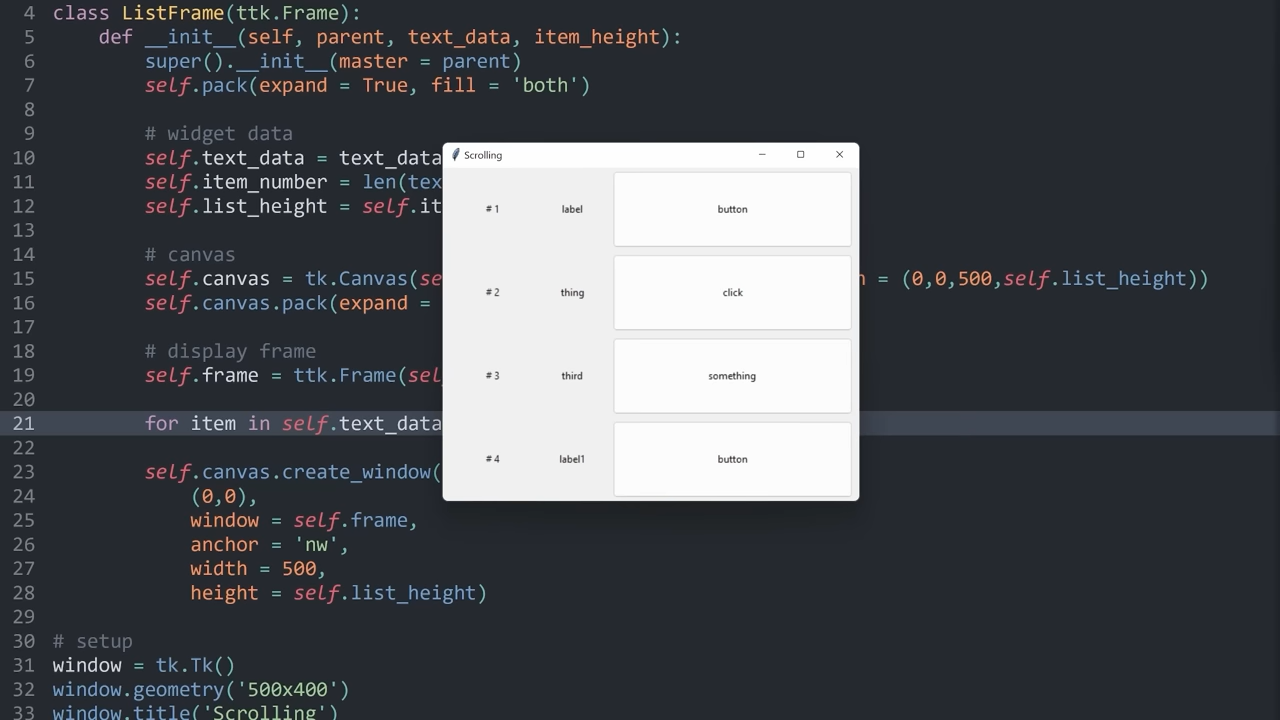 4 class ListFrame(ttk.Frame):
5 def __init__(self, parent, text_data, item_height):
6 super().__init__(master = parent)
7 self.pack(expand = True, fill = 'both')
8
9 # widget data
10 self.text_data = text_data
11 self.item_number = len(tex
12 self.list_height = self.it
13
14 # canvas
15 self.canvas = tk.Canvas(se = (0,0,500,self.list_height))
16 self.canvas.pack(expand =
17
18 # display frame
19 self.frame = ttk.Frame(sel
20
21 for item in self.text_data
22
23 self.canvas.create_window(
24 (0,0),
25 window = self.frame,
26 anchor = 'nw',
27 width = 500,
28 height = self.list_height)
29
30 # setup
31 window = tk.Tk()
32 window.geometry('500x400')
33 window.title('Scrolling')
Scrolling
# 1 label button
# 2 thing click
# 3 third something
# 4 label1 button